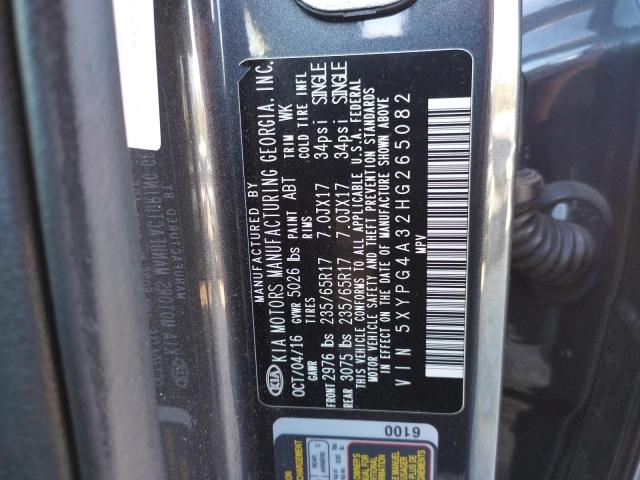 MANUFACTURED BY
KIA MOTORS MANUFACTURING GEORGIA, INC.
OCT/04/16 GVWR 5026 lbs PAINT ABT TRIM WK
GAWR TIRES RIMS COLD TIRE INFL
FRONT 2976 lbs 235/65R17 7.0JX17 34psi SINGLE
REAR 3075 lbs 235/65R17 7.0JX17 34psi SINGLE
THIS VEHICLE CONFORMS TO ALL APPLICABLE U.S.A. FEDERAL
MOTOR VEHICLE SAFETY AND THEFT PREVENTION STANDARDS
IN EFFECT ON THE DATE OF MANUFACTURE SHOWN ABOVE
VIN 5XYPG4A32HG265082
MPV
KIA
6100
REAR